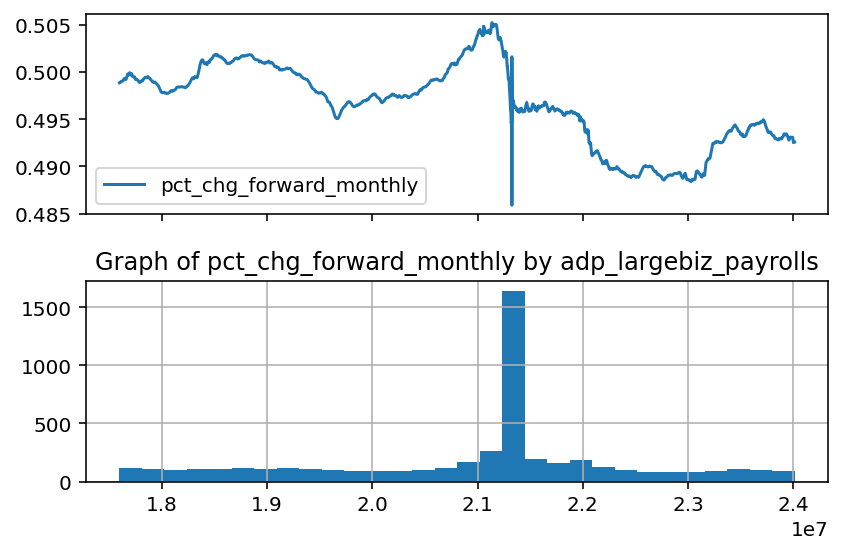 0.505
0.500
0.495
0.490
0.485
pct_chg_forward_monthly
Graph of pct_chg_forward_monthly by adp_largebiz_payrolls
1500
1000
500
0
1.8 1.9 2.0 2.1 2.2 2.3 2.4
1e7